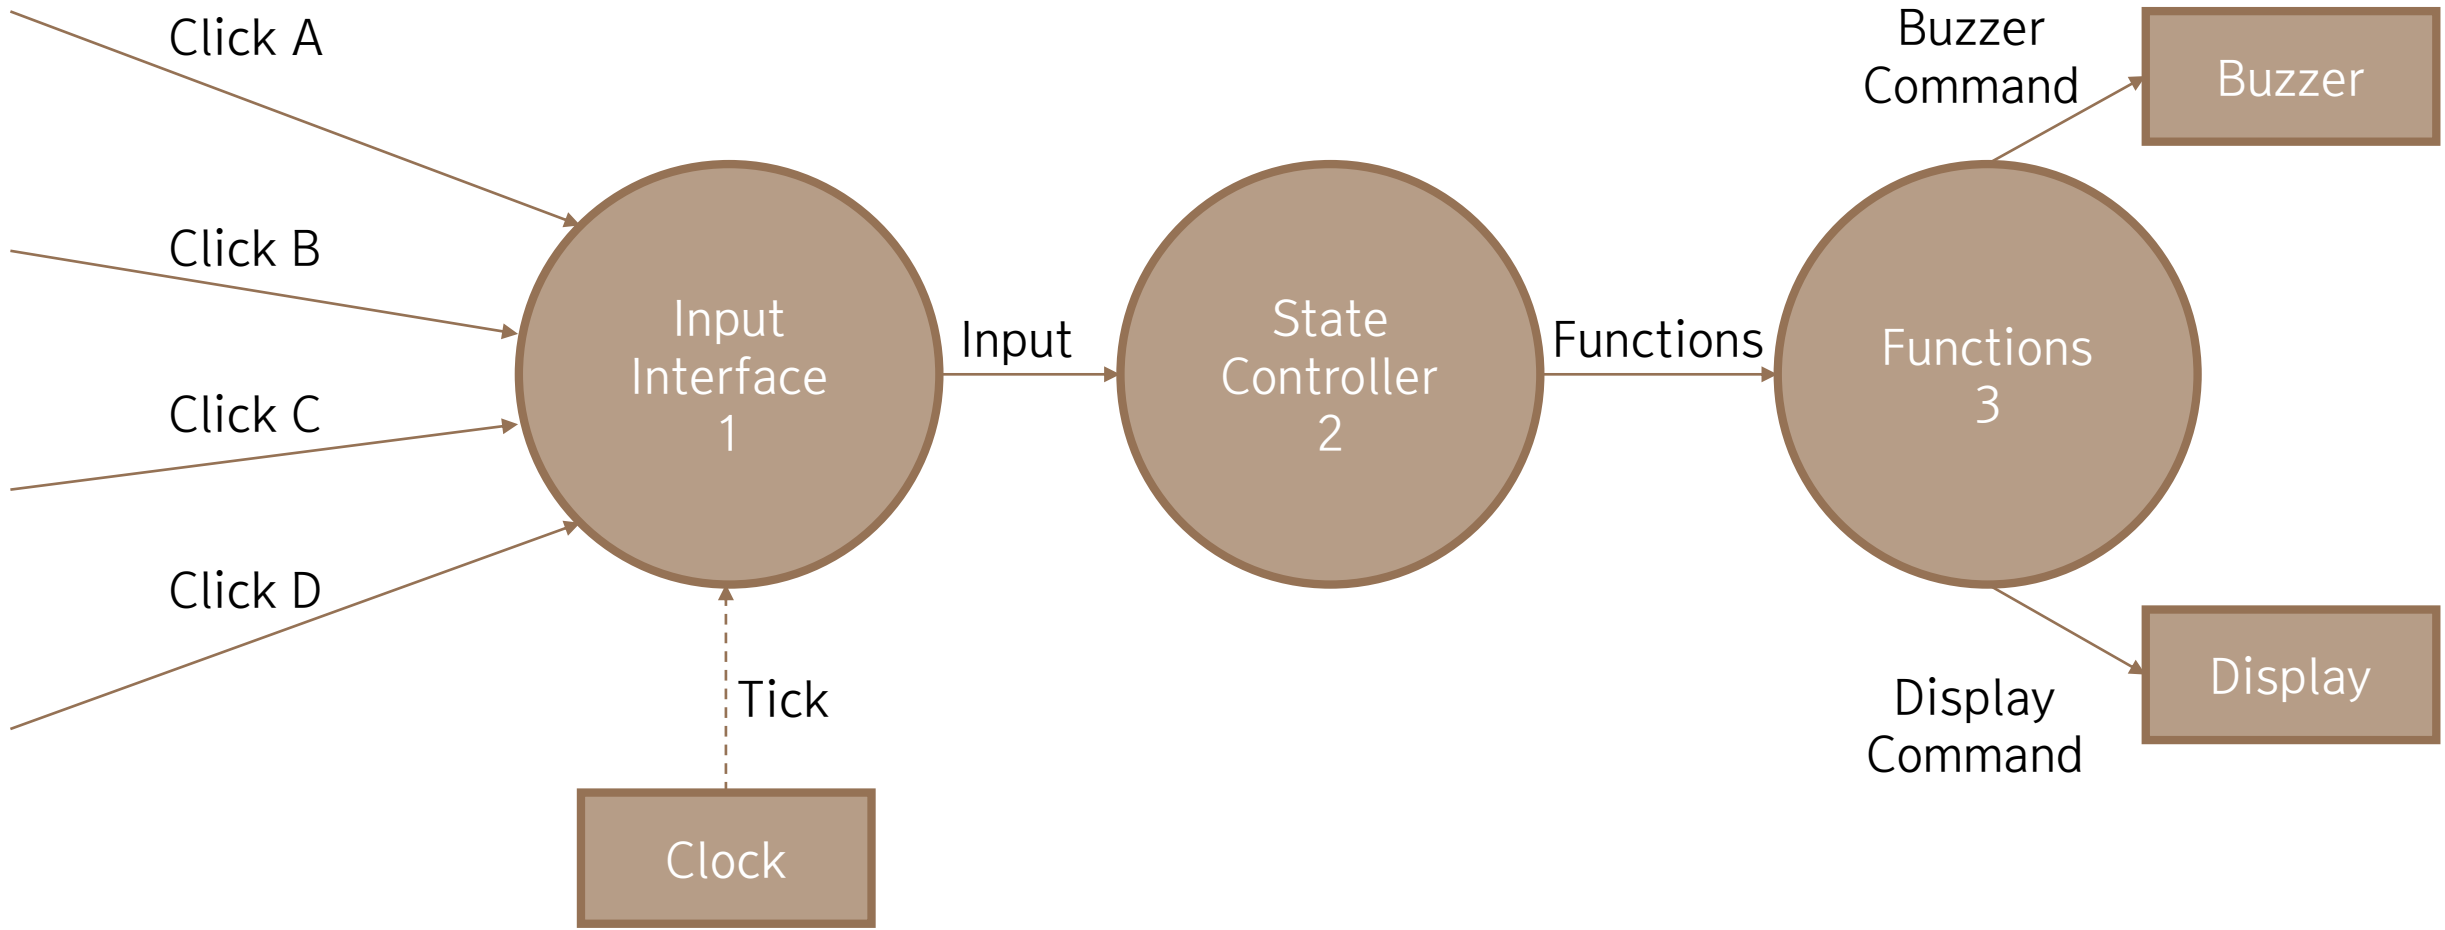 Click A
Click B
Click C
Click D
Input
Interface
1
Tick
Clock
Input
State
Controller
2
Functions
Functions
3
Buzzer
Command
Buzzer
Display
Command
Display